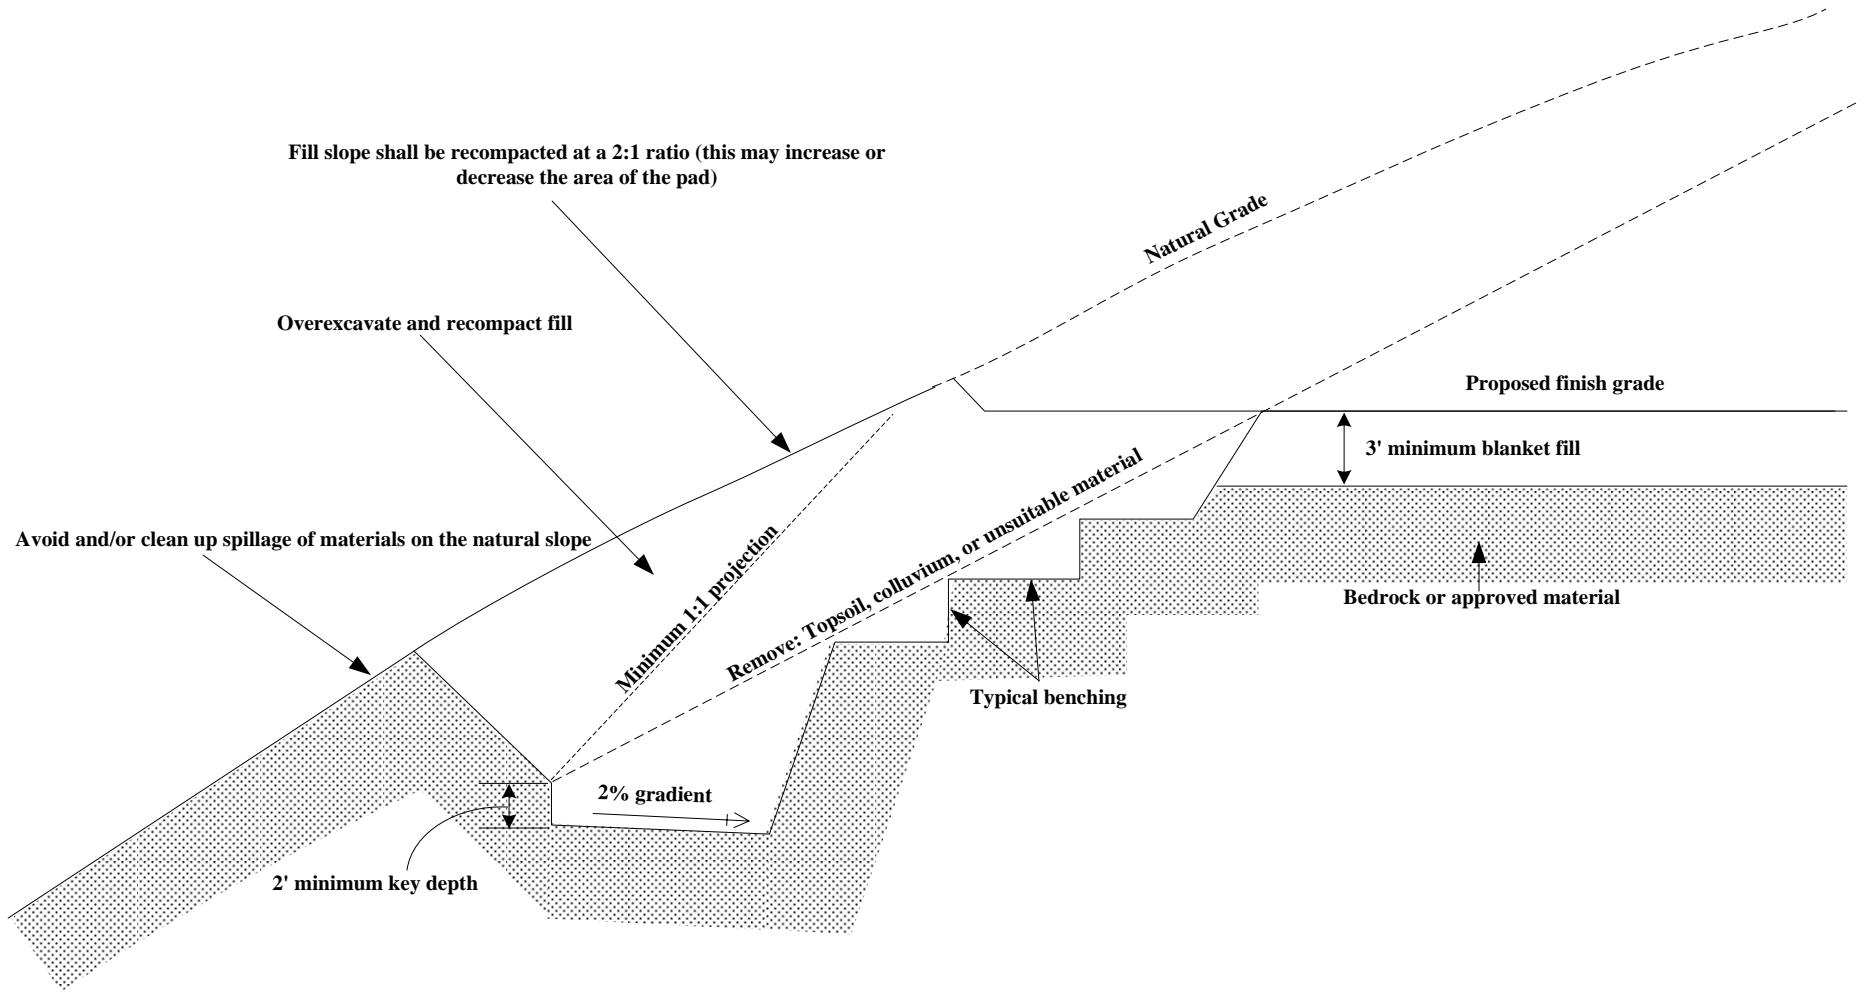 Fill slope shall be recompacted at a 2:1 ratio (this may increase or
decrease the area of the pad)
Natural Grade
Overexcavate and recompact fill
Proposed finish grade
3' minimum blanket fill
Avoid and/or clean up spillage of materials on the natural slope
Minimum 1:1 projection
Remove: Topsoil, colluvium, or unsuitable material
Bedrock or approved material
Typical benching
2% gradient
2' minimum key depth